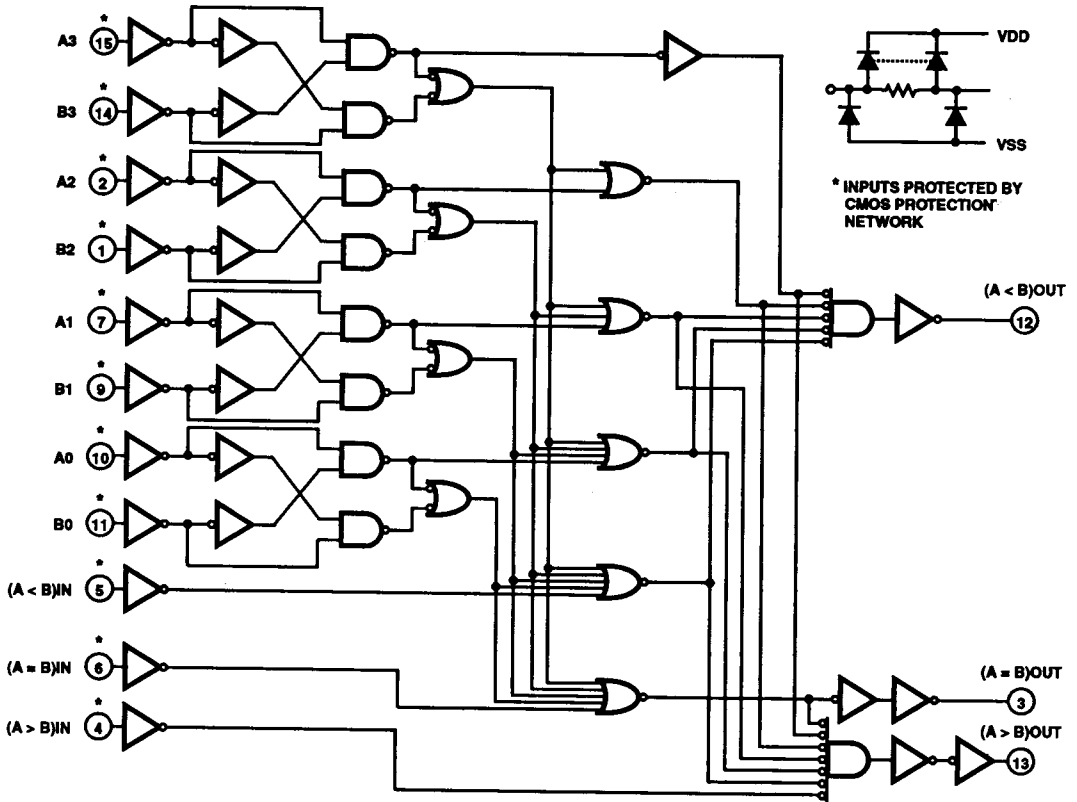 *
A3 15
*
B3 14
*
A2 2
*
B2 1
*
A1 7
*
B1 9
*
A0 10
*
B0 11
*
(A < B)IN 5
*
(A = B)IN 6
*
(A > B)IN 4
VDD
VSS
* INPUTS PROTECTED BY
CMOS PROTECTION
NETWORK
(A < B)OUT
12
(A = B)OUT
3
(A > B)OUT
13